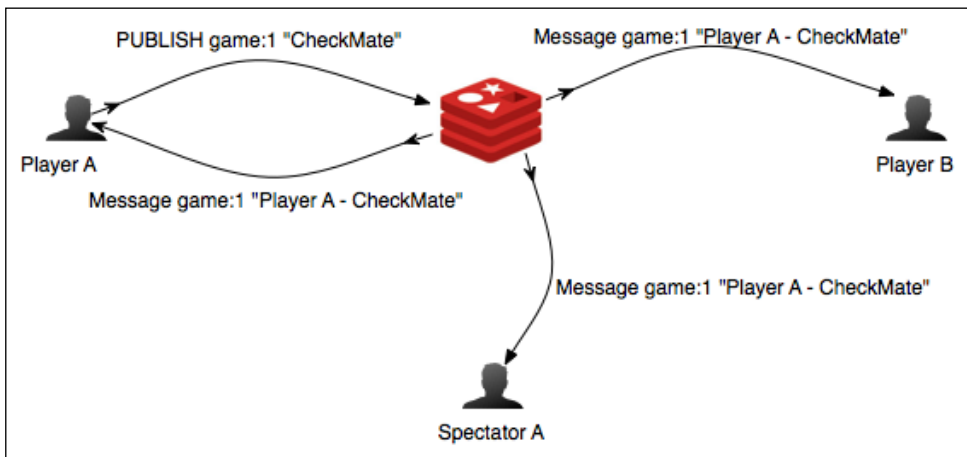 PUBLISH game:1 "CheckMate"
Message game:1 "Player A - CheckMate"
Player A
Player B
Message game:1 "Player A - CheckMate"
Message game:1 "Player A - CheckMate"
Spectator A